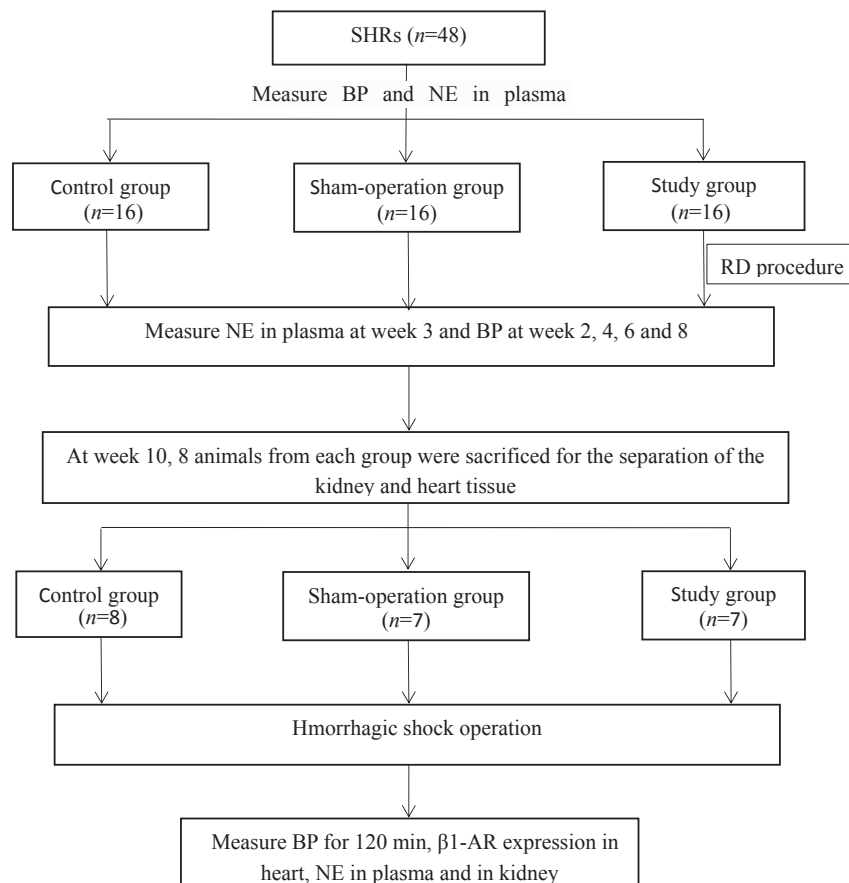 SHRs (n=48)
Measure BP and NE in plasma
Control group
(n=16)
Sham-operation group
(n=16)
Study group
(n=16)
RD procedure
Measure NE in plasma at week 3 and BP at week 2, 4, 6 and 8
At week 10, 8 animals from each group were sacrificed for the separation of the
kidney and heart tissue
Control group
(n=8)
Sham-operation group
(n=7)
Study group
(n=7)
Hmorrhagic shock operation
Measure BP for 120 min, β1-AR expression in
heart, NE in plasma and in kidney